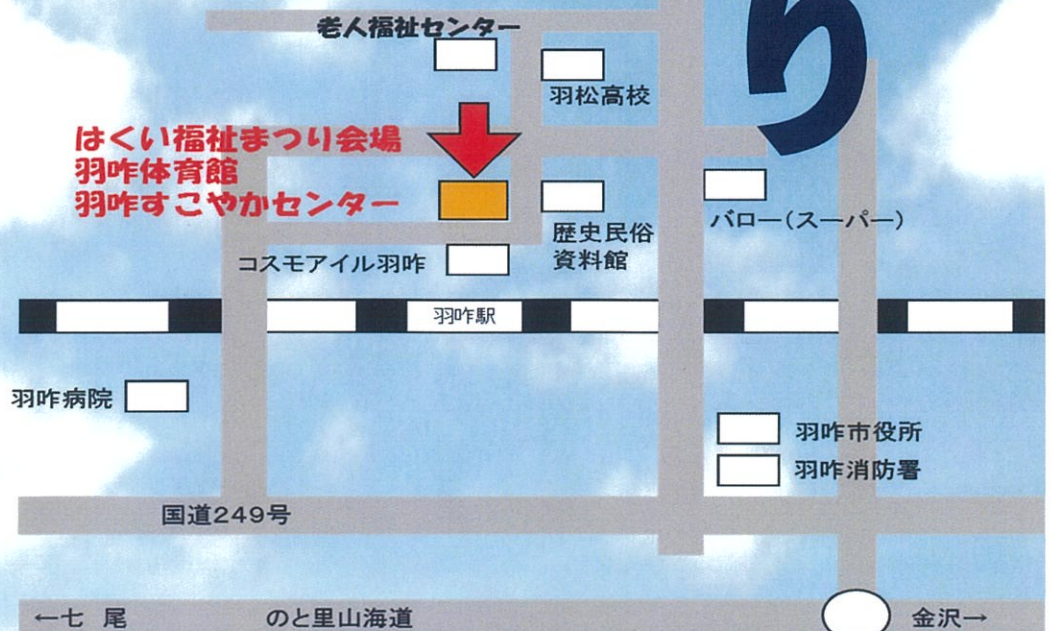 り
老人福祉センター
羽松高校
はくい福祉まつり会場
羽咋体育館
羽咋すこやかセンター
バロー(スーパー)
歴史民俗
資料館
コスモアイル羽咋
羽咋駅
羽咋病院
羽咋市役所
羽咋消防署
国道249号
←七 尾
のと里山海道
金沢→